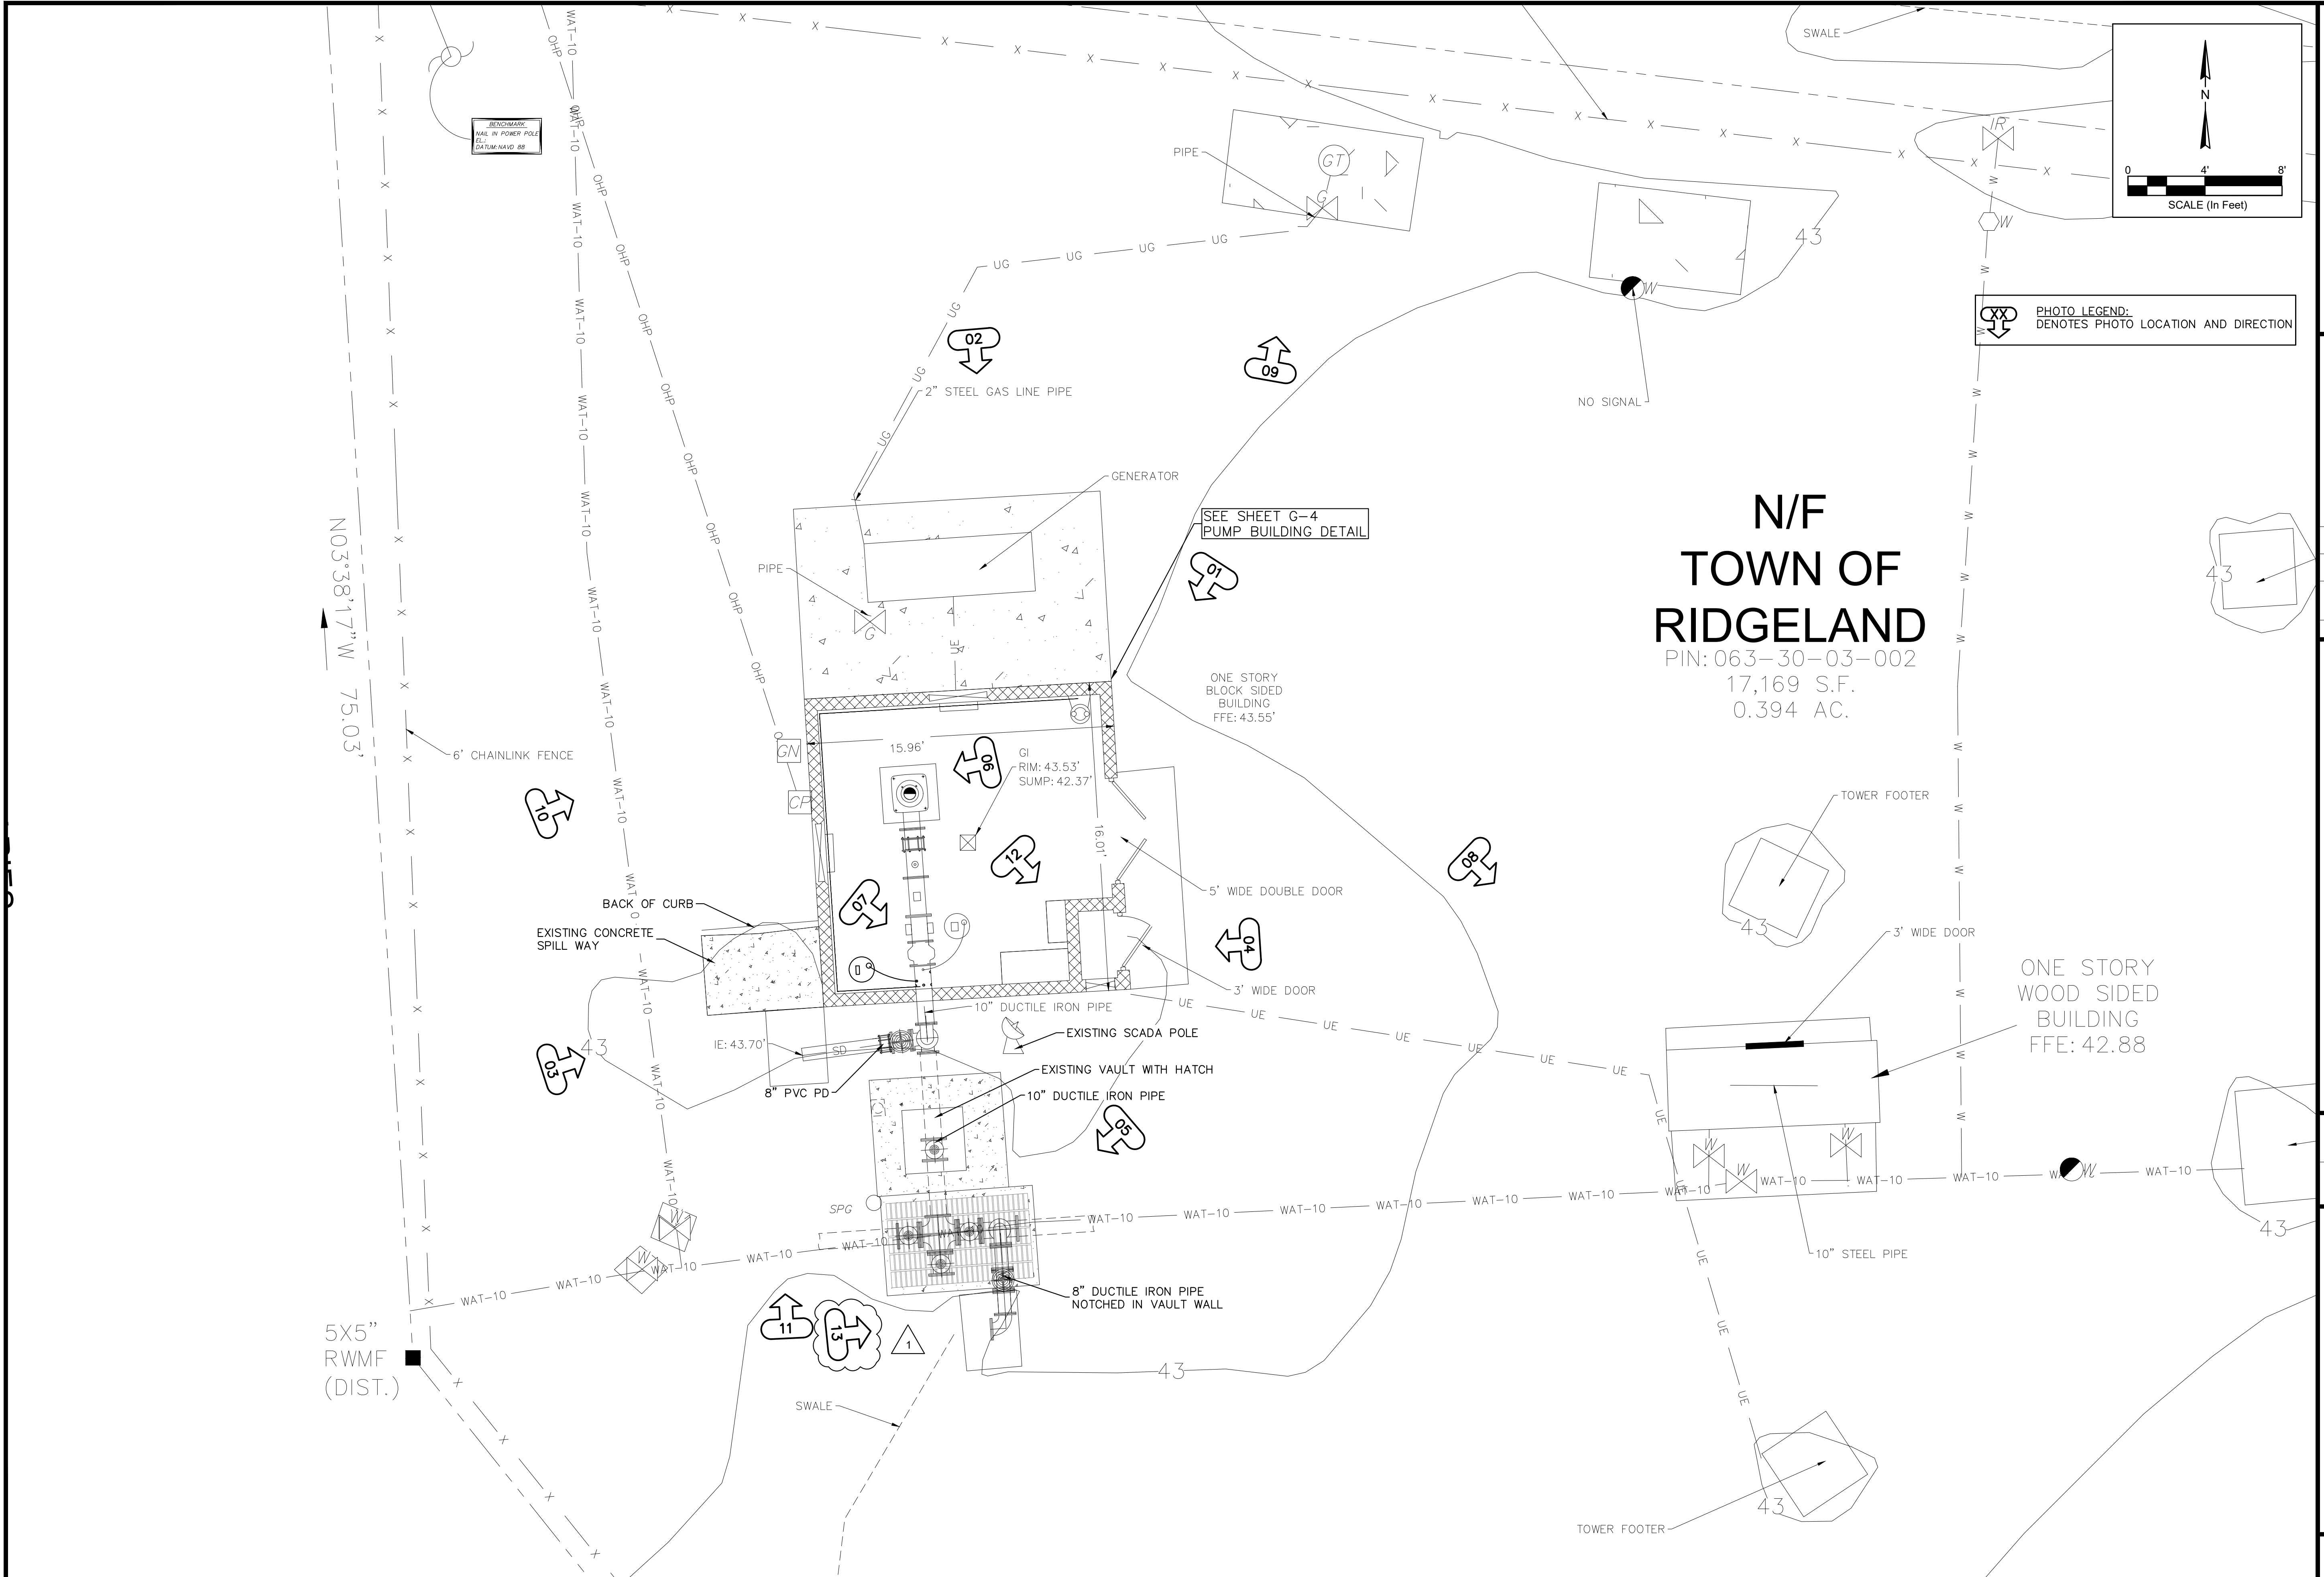 SWALE
N
0 4' 8'
SCALE (In Feet)
BENCHMARK
NAIL IN POWER POLE
EL.:
DATUM: NAVD 88
PIPE
GT
G
IR
W
43
W
NO SIGNAL
XX
PHOTO LEGEND:
DENOTES PHOTO LOCATION AND DIRECTION
X
OHP
WAT-10
UG
UE
W
02
09
2" STEEL GAS LINE PIPE
GENERATOR
SEE SHEET G-4
PUMP BUILDING DETAIL
01
PIPE
G
N/F
TOWN OF
RIDGELAND
PIN: 063-30-03-002
17,169 S.F.
0.394 AC.
43
N03°38'17"W 75.03'
6' CHAINLINK FENCE
ONE STORY
BLOCK SIDED
BUILDING
FFE: 43.55'
GN
CP
15.96'
16.01'
06
GI
RIM: 43.53'
SUMP: 42.37'
10
12
07
08
04
TOWER FOOTER
43
5' WIDE DOUBLE DOOR
BACK OF CURB
EXISTING CONCRETE
SPILL WAY
3' WIDE DOOR
3' WIDE DOOR
ONE STORY
WOOD SIDED
BUILDING
FFE: 42.88
10" DUCTILE IRON PIPE
EXISTING SCADA POLE
IE: 43.70'
SD
43
03
8" PVC PD
EXISTING VAULT WITH HATCH
10" DUCTILE IRON PIPE
05
SPG
W
W
W
W
W
W
10" STEEL PIPE
43
8" DUCTILE IRON PIPE
NOTCHED IN VAULT WALL
11
13
1
5X5"
RWMF
(DIST.)
43
SWALE
43
TOWER FOOTER